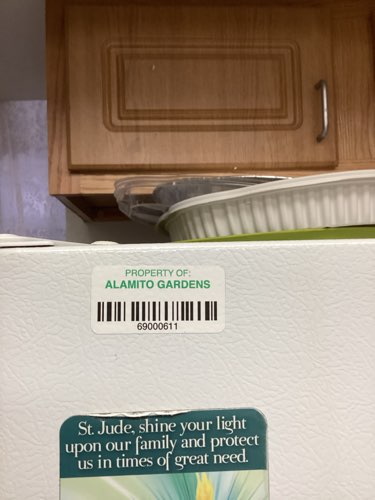 PROPERTY OF:
ALAMITO GARDENS
69000611
St. Jude, shine your light
upon our family and protect
us in times of great need.